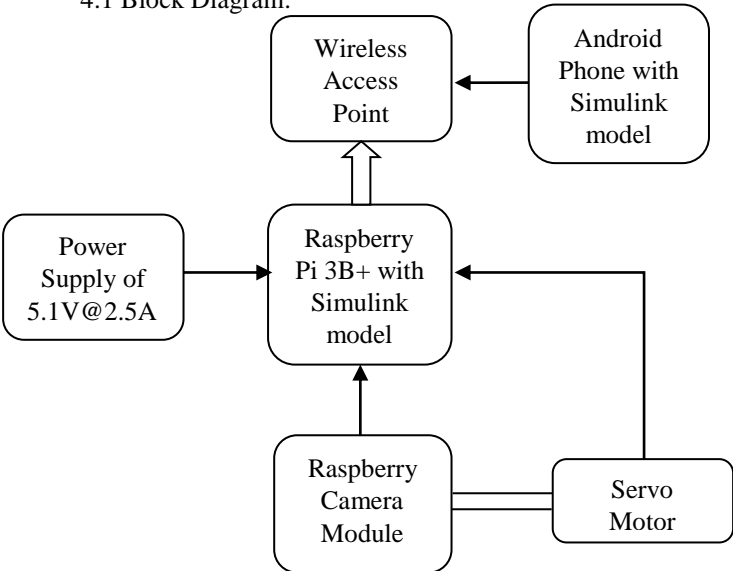 4.1 Block Diagram:
Wireless
Access
Point
Android
Phone with
Simulink
model
Power
Supply of
5.1V@2.5A
Raspberry
Pi 3B+ with
Simulink
model
Raspberry
Camera
Module
Servo
Motor